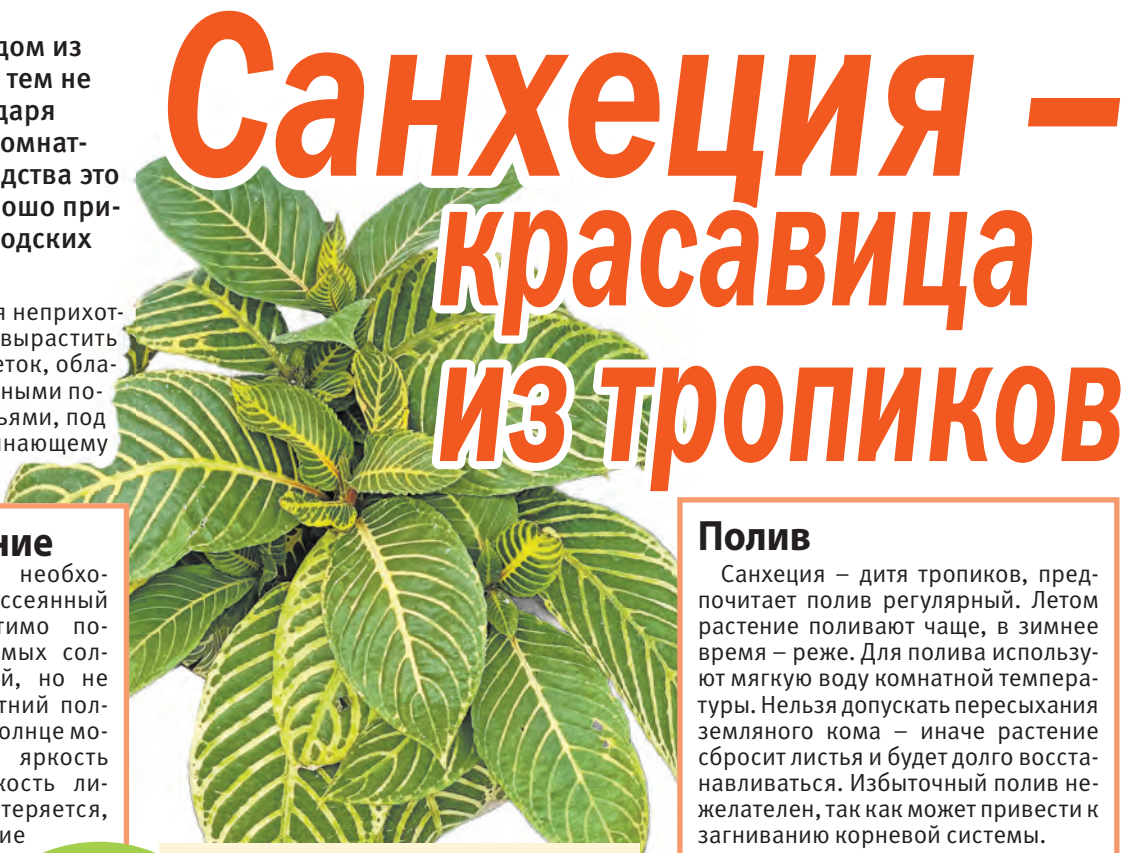 Санхеция –
красавица
из тропиков
дом из
тем не
даря
омнат-
дства это
ошо при-
одских
я неприхот-
вырастить
еток, обла-
ными по-
ьями, под
инающему
ние
необхо-
ссеянный
тимо по-
мых сол-
й, но не
тний пол-
олнце мо-
яркость
кость ли-
теряется,
ие
Полив
Санхеция – дитя тропиков, пред-
почитает полив регулярный. Летом
растение поливают чаще, в зимнее
время – реже. Для полива использу-
ют мягкую воду комнатной темпера-
туры. Нельзя допускать пересыхания
земляного кома – иначе растение
сбросит листья и будет долго восста-
навливаться. Избыточный полив не-
желателен, так как может привести к
загниванию корневой системы.